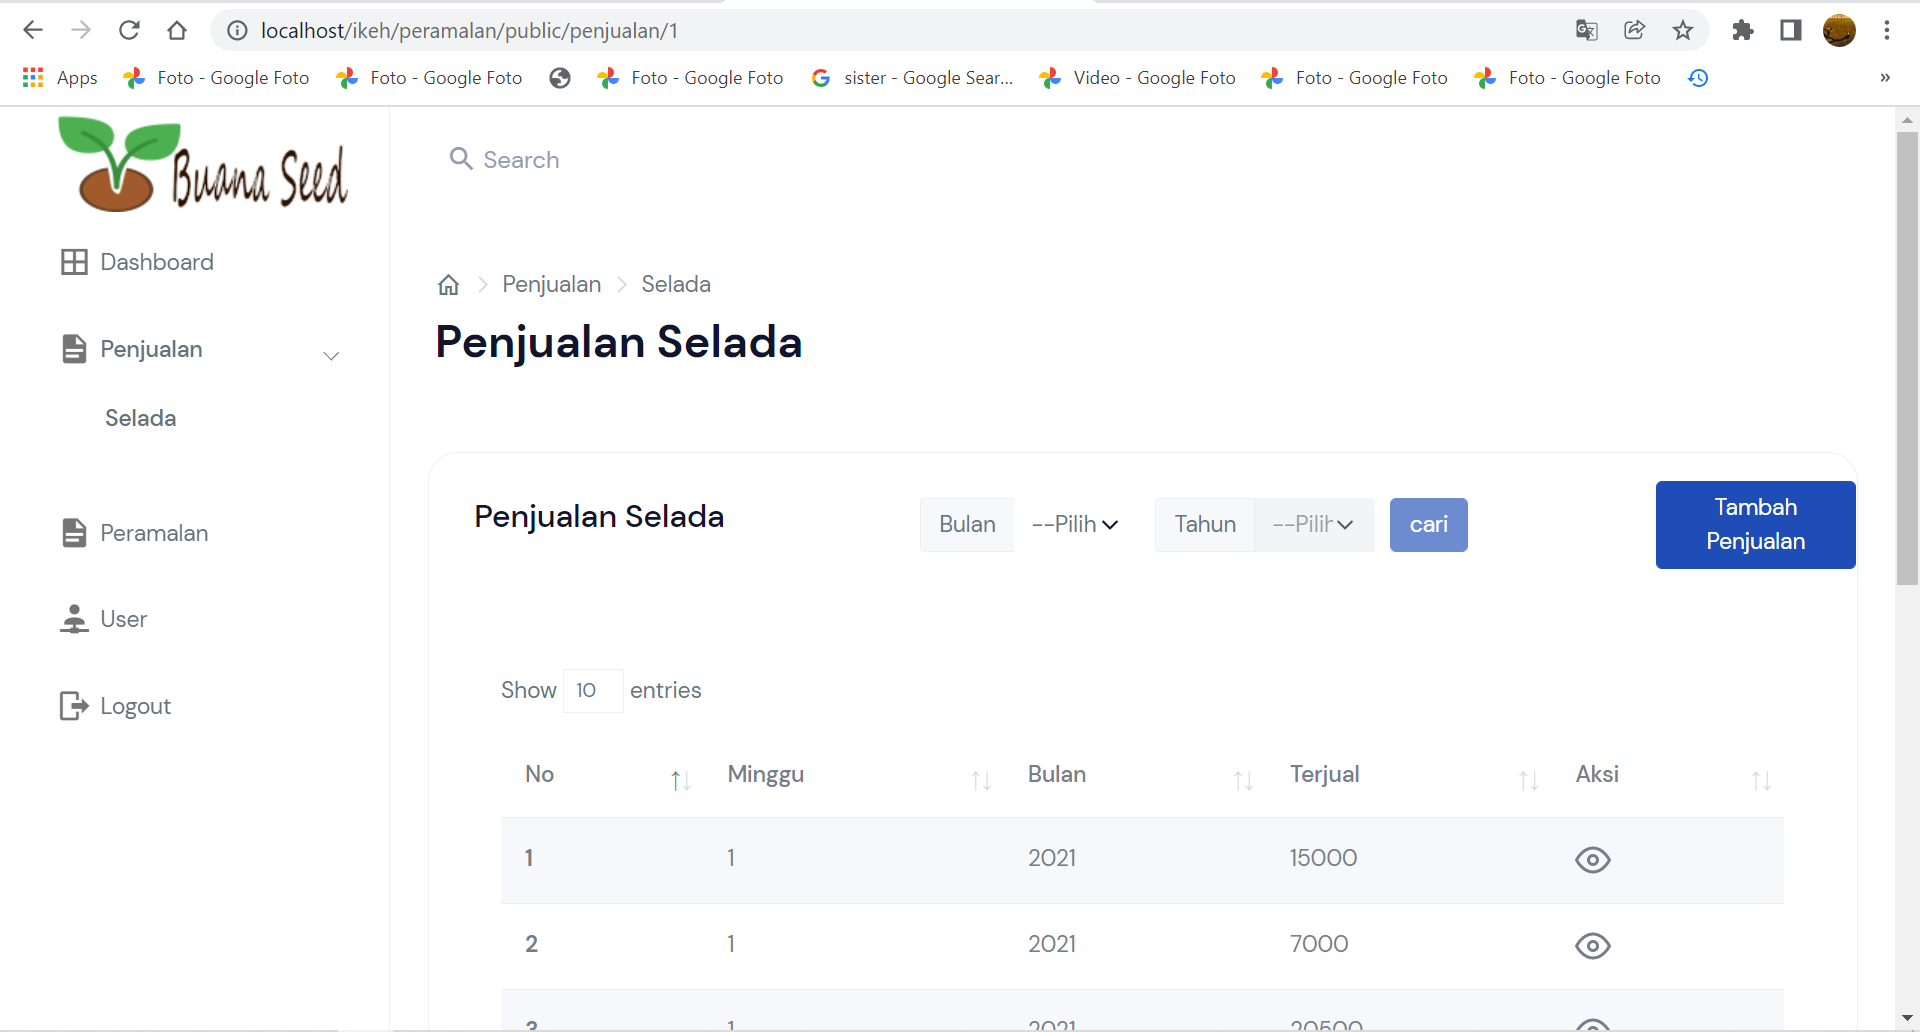 localhost/ikeh/peramalan/public/penjualan/1
Apps Foto - Google Foto Foto - Google Foto Foto - Google Foto sister - Google Sear... Video - Google Foto Foto - Google Foto Foto - Google Foto »
Buana Seed
Search
Dashboard
Penjualan
Selada
Peramalan
User
Logout
Penjualan Selada
Penjualan Selada
Penjualan Selada
Bulan --Pilih Tahun --Pilih cari
Tambah
Penjualan
Show 10 entries
No Minggu Bulan Terjual Aksi
1 1 2021 15000
2 1 2021 7000
3 1 2021 20500